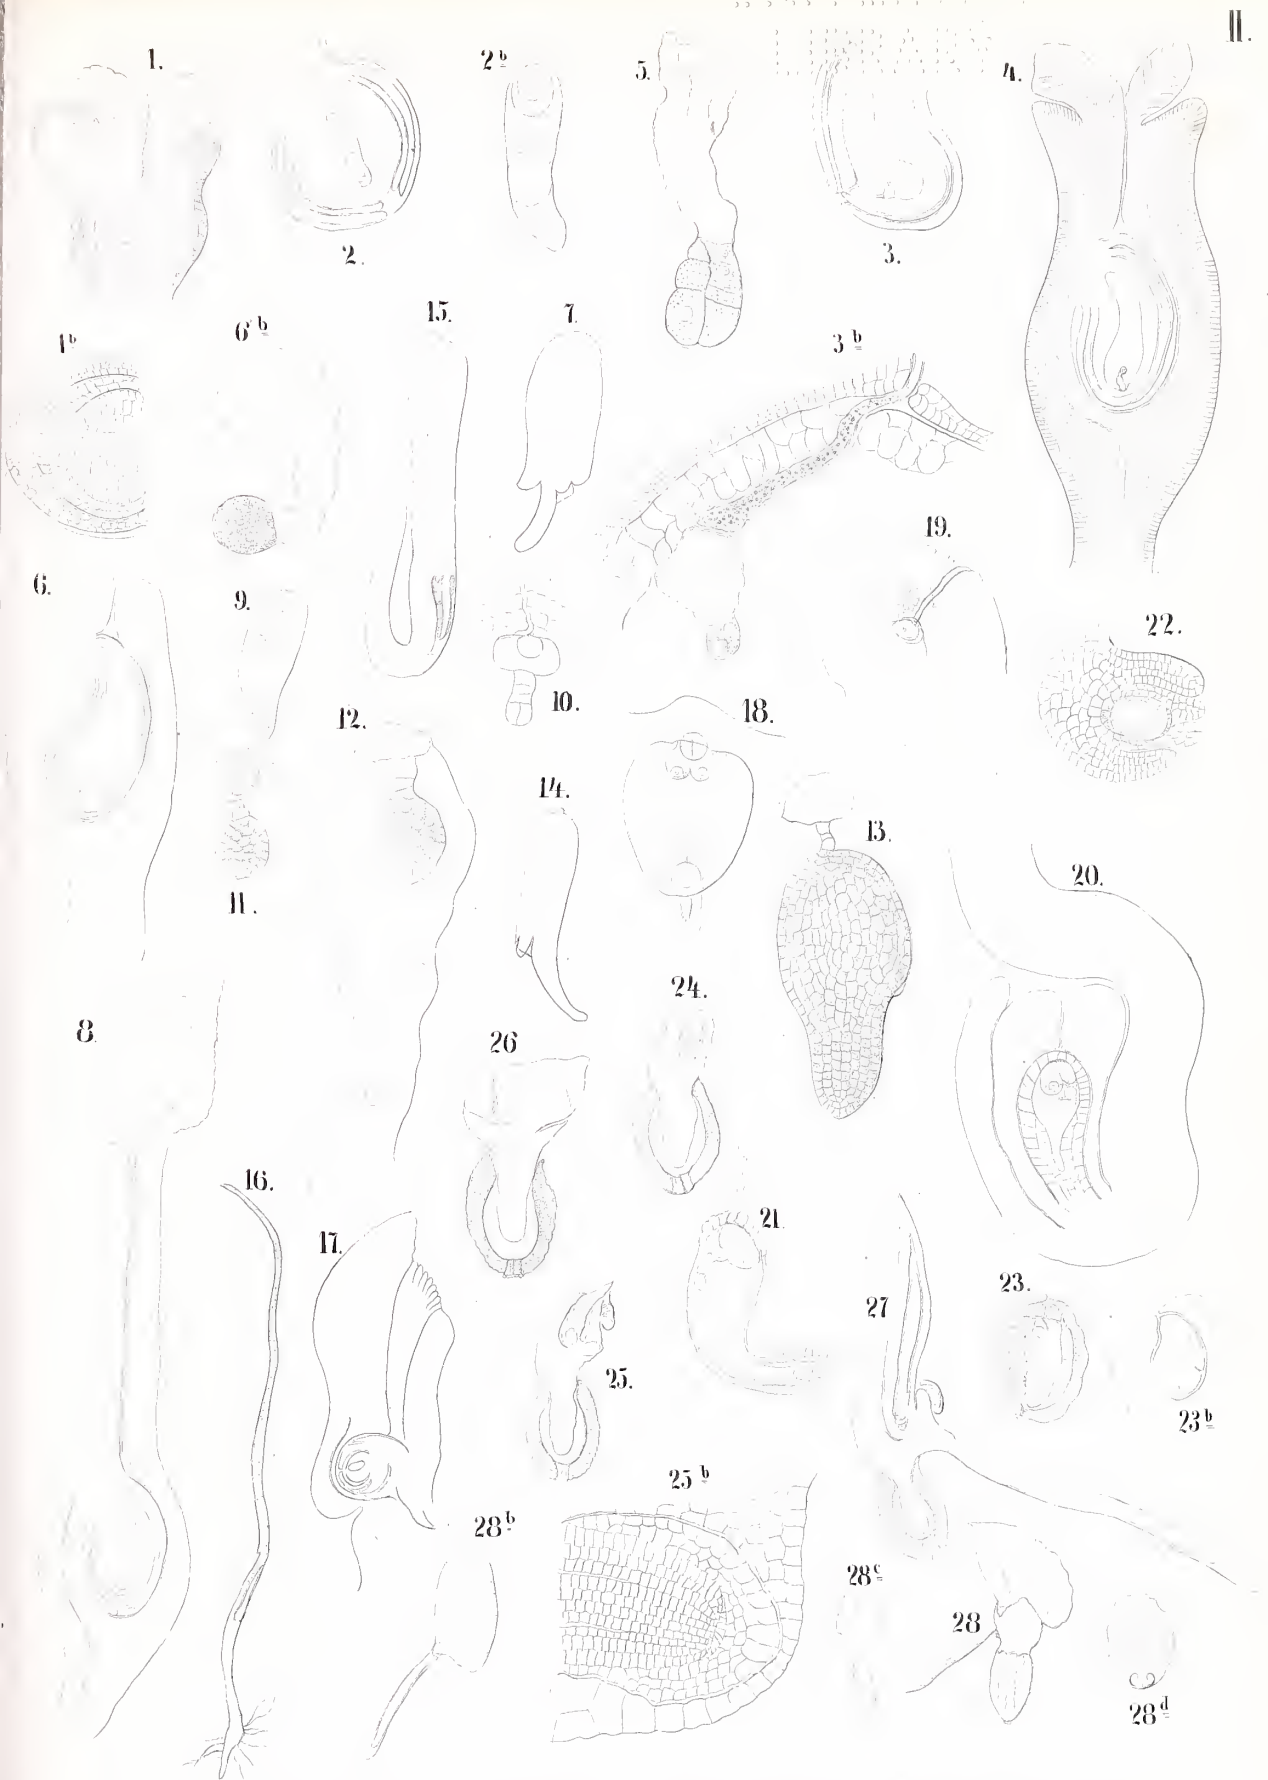 LIBRARY
II.
1.
2.
2b
5.
3.
4.
1b
6b
15.
7.
3b
6.
9.
10.
19.
22.
12.
18.
14.
13.
11.
20.
8.
26
24.
16.
17.
21.
27
23.
25.
23b
25b
28b
28c
28
28d